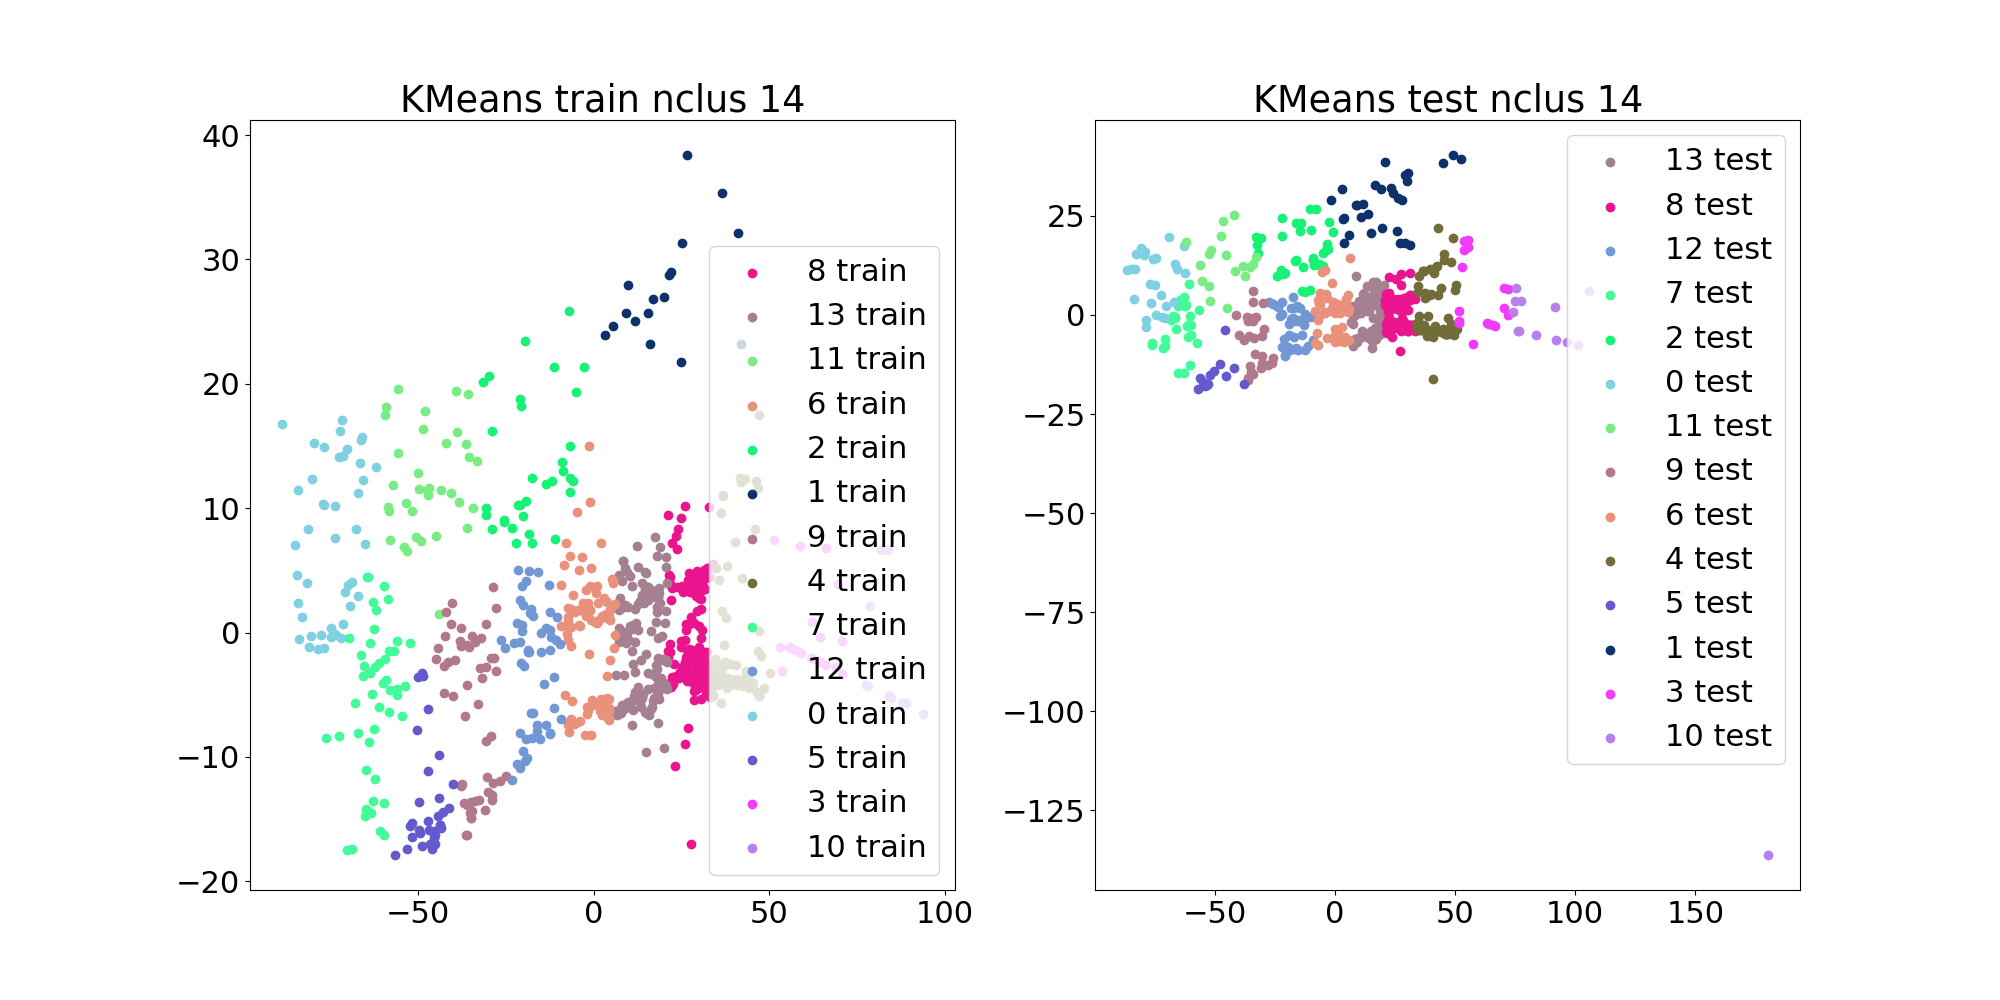 KMeans train nclus 14
40
30
20
10
0
−10
−20
−50
0
50
100
8 train
13 train
11 train
6 train
2 train
1 train
9 train
4 train
7 train
12 train
0 train
5 train
3 train
10 train
KMeans test nclus 14
25
0
−25
−50
−75
−100
−125
−50
0
50
100
150
13 test
8 test
12 test
7 test
2 test
0 test
11 test
9 test
6 test
4 test
5 test
1 test
3 test
10 test